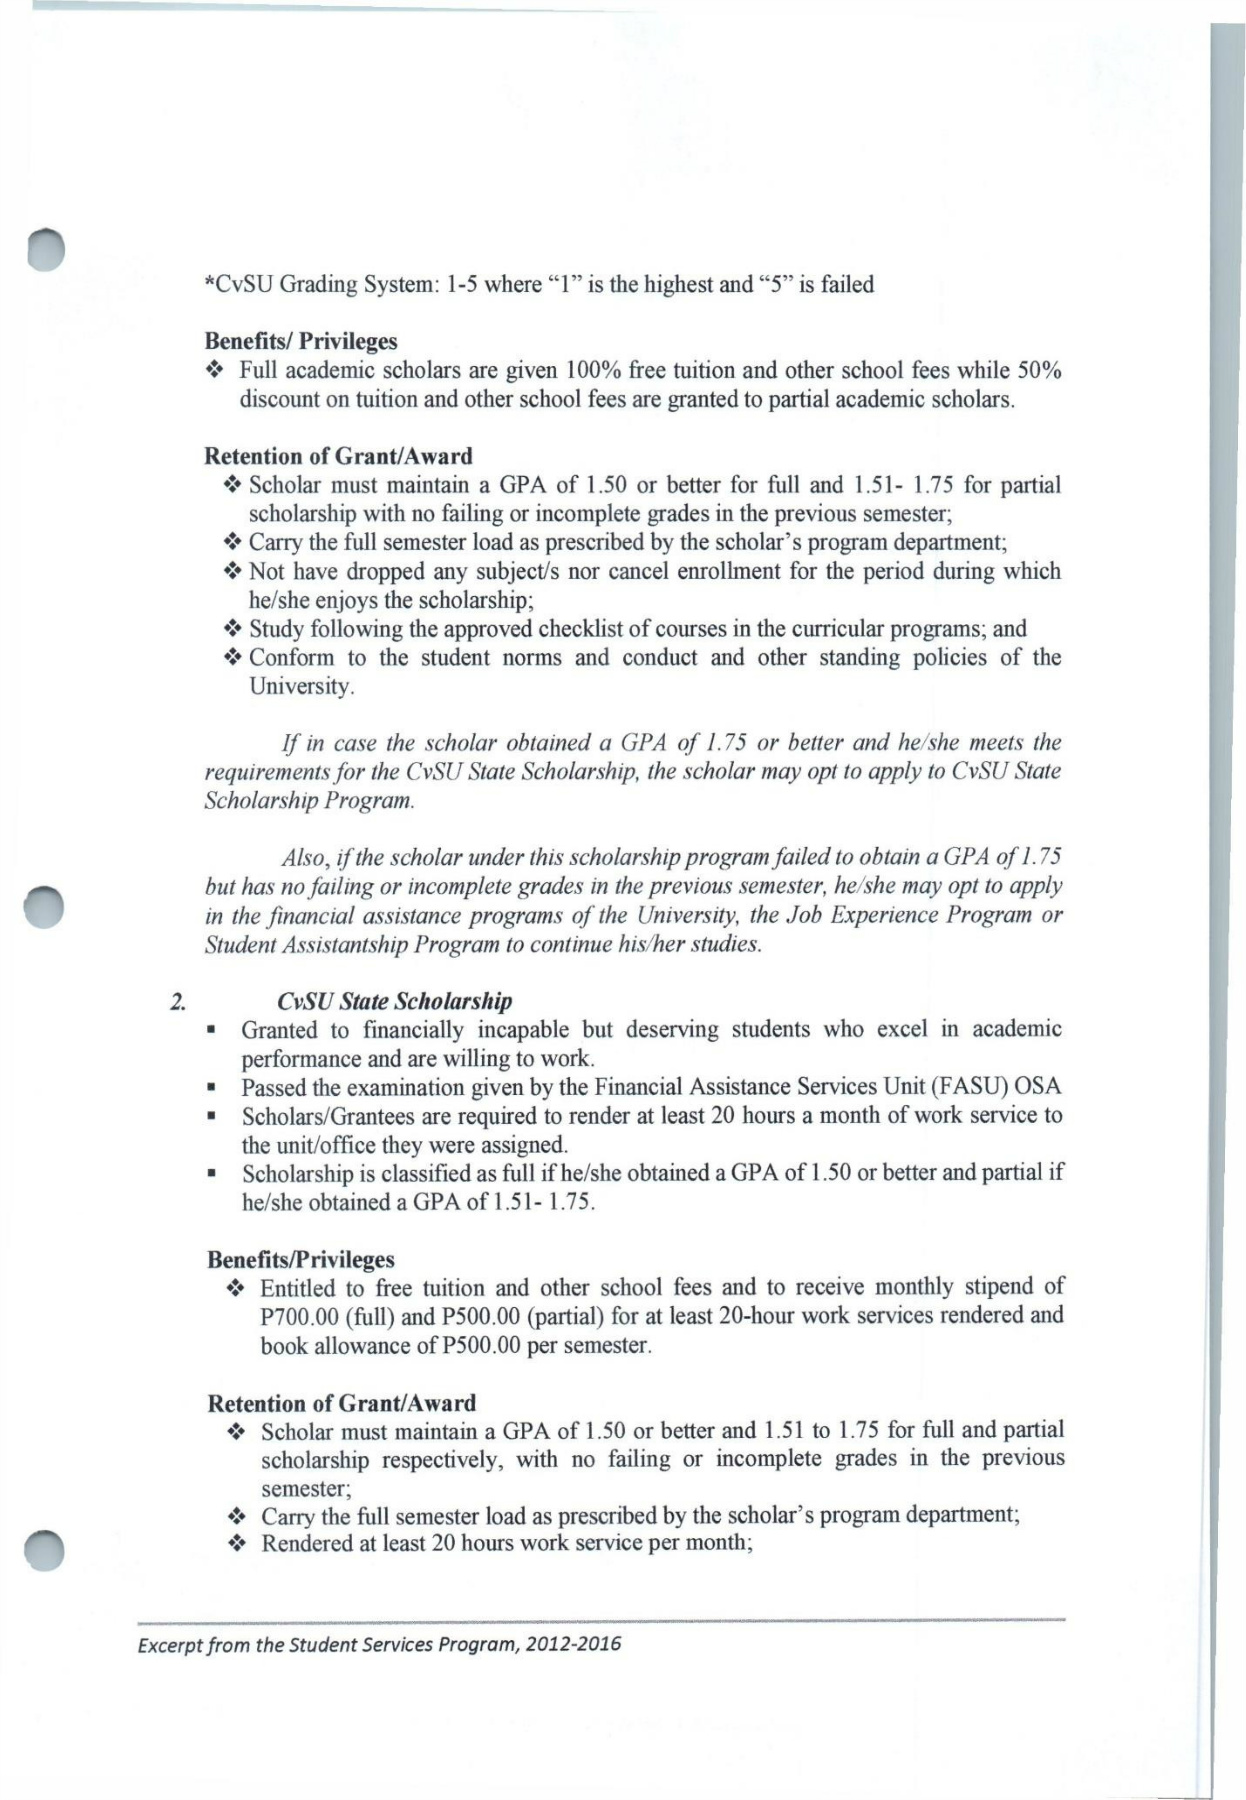 *CvSU Grading System: 1-5 where “1” is the highest and “5” is failed
Benefits/ Privileges
❖ Full academic scholars are given 100% free tuition and other school fees while 50%
discount on tuition and other school fees are granted to partial academic scholars.
Retention of Grant/Award
❖ Scholar must maintain a GPA of 1.50 or better for full and 1.51- 1.75 for partial
scholarship with no failing or incomplete grades in the previous semester;
❖ Carry the full semester load as prescribed by the scholar’s program department;
❖ Not have dropped any subject/s nor cancel enrollment for the period during which
he/she enjoys the scholarship;
❖ Study following the approved checklist of courses in the curricular programs; and
❖ Conform to the student norms and conduct and other standing policies of the
University.
If in case the scholar obtained a GPA of 1.75 or better and he/she meets the
requirements for the CvSU State Scholarship, the scholar may opt to apply to CvSU State
Scholarship Program.
Also, if the scholar under this scholarship program failed to obtain a GPA of 1.75
but has no failing or incomplete grades in the previous semester, he/she may opt to apply
in the financial assistance programs of the University, the Job Experience Program or
Student Assistantship Program to continue his/her studies.
2. CvSU State Scholarship
▪ Granted to financially incapable but deserving students who excel in academic
performance and are willing to work.
▪ Passed the examination given by the Financial Assistance Services Unit (FASU) OSA
▪ Scholars/Grantees are required to render at least 20 hours a month of work service to
the unit/office they were assigned.
▪ Scholarship is classified as full if he/she obtained a GPA of 1.50 or better and partial if
he/she obtained a GPA of 1.51- 1.75.
Benefits/Privileges
❖ Entitled to free tuition and other school fees and to receive monthly stipend of
P700.00 (full) and P500.00 (partial) for at least 20-hour work services rendered and
book allowance of P500.00 per semester.
Retention of Grant/Award
❖ Scholar must maintain a GPA of 1.50 or better and 1.51 to 1.75 for full and partial
scholarship respectively, with no failing or incomplete grades in the previous
semester;
❖ Carry the full semester load as prescribed by the scholar’s program department;
❖ Rendered at least 20 hours work service per month;
Excerpt from the Student Services Program, 2012-2016